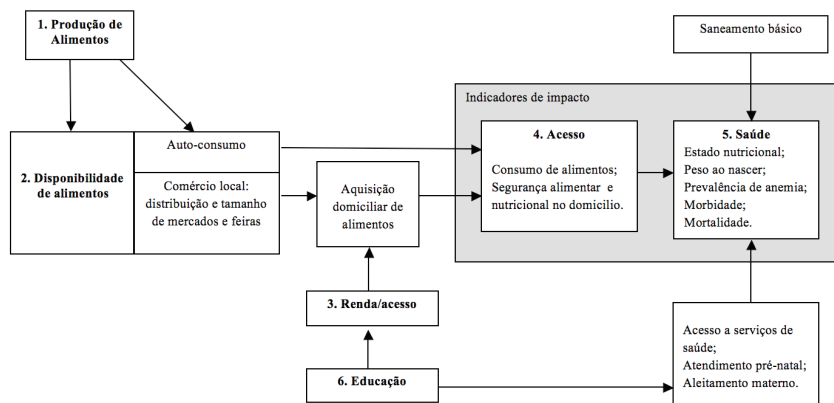 1. Produção de
Alimentos
Saneamento básico
Indicadores de impacto
2. Disponibilidade
de alimentos
Auto-consumo
Comércio local:
distribuição e tamanho
de mercados e feiras
Aquisição
domiciliar de
alimentos
4. Acesso
Consumo de alimentos;
Segurança alimentar e
nutricional no domicilio.
5. Saúde
Estado nutricional;
Peso ao nascer;
Prevalência de anemia;
Morbidade;
Mortalidade.
3. Renda/acesso
6. Educação
Acesso a serviços de
saúde;
Atendimento pré-natal;
Aleitamento materno.